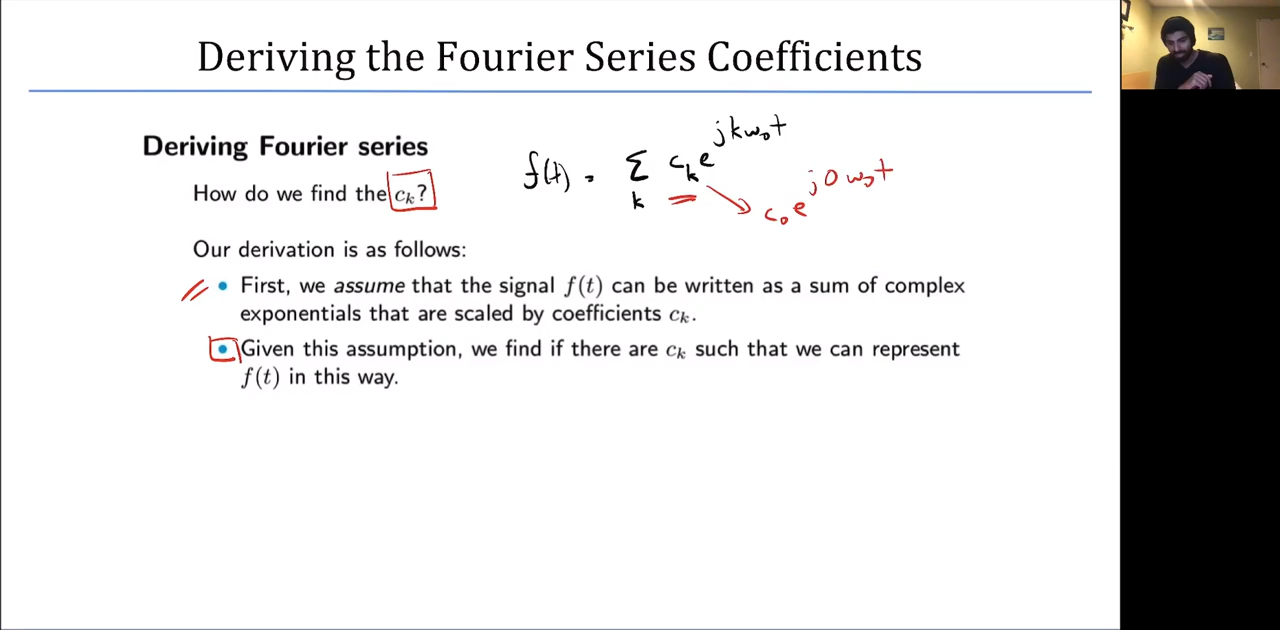 Deriving the Fourier Series Coefficients
Deriving Fourier series
f(t) = Σ_k c_k e^{jkω₀t}
How do we find the c_k?
c₀ e^{j0ω₀t}
Our derivation is as follows:
• First, we assume that the signal f(t) can be written as a sum of complex
exponentials that are scaled by coefficients c_k.
• Given this assumption, we find if there are c_k such that we can represent
f(t) in this way.